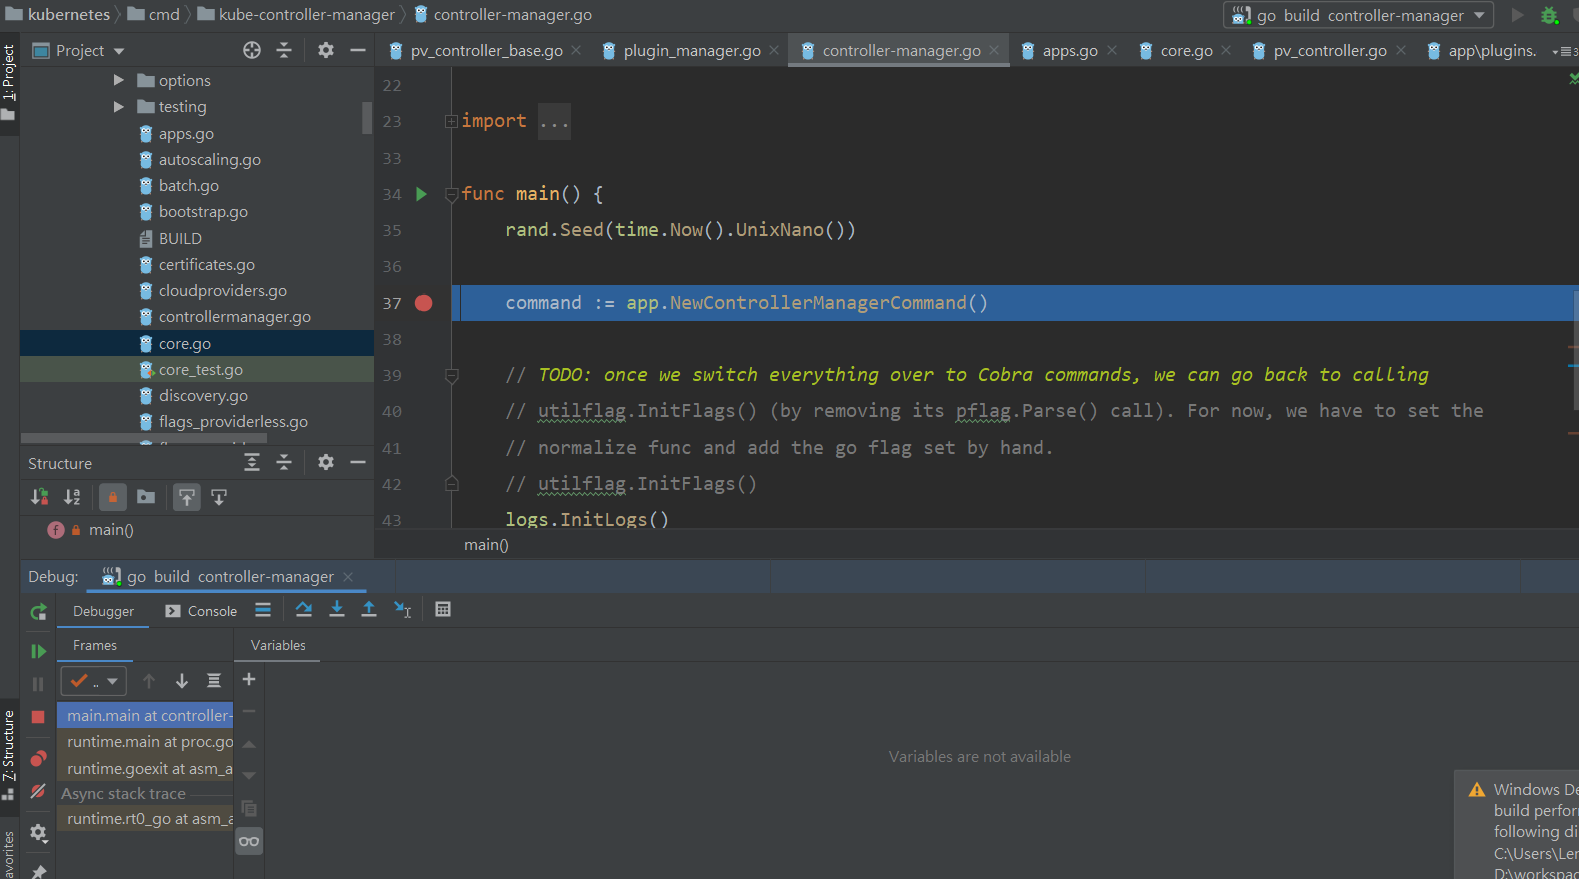 kubernetes cmd kube-controller-manager controller-manager.go
go build controller-manager
1: Project
Project
pv_controller_base.go plugin_manager.go controller-manager.go apps.go core.go pv_controller.go app\plugins.
options
testing
apps.go
autoscaling.go
batch.go
bootstrap.go
BUILD
certificates.go
cloudproviders.go
controllermanager.go
core.go
core_test.go
discovery.go
flags_providerless.go
22
23 import ...
33
34 func main() {
35 rand.Seed(time.Now().UnixNano())
36
37 command := app.NewControllerManagerCommand()
38
39 // TODO: once we switch everything over to Cobra commands, we can go back to calling
40 // utilflag.InitFlags() (by removing its pflag.Parse() call). For now, we have to set the
41 // normalize func and add the go flag set by hand.
42 // utilflag.InitFlags()
43 logs.InitLogs()
main()
Structure
f main()
Debug: go build controller-manager
Debugger Console
Frames Variables
main.main at controller-
runtime.main at proc.go
runtime.goexit at asm_a
Async stack trace
runtime.rt0_go at asm_a
Variables are not available
7: Structure
avorites
Windows De
build perforn
following di
C:\Users\Ler
D:\workspac